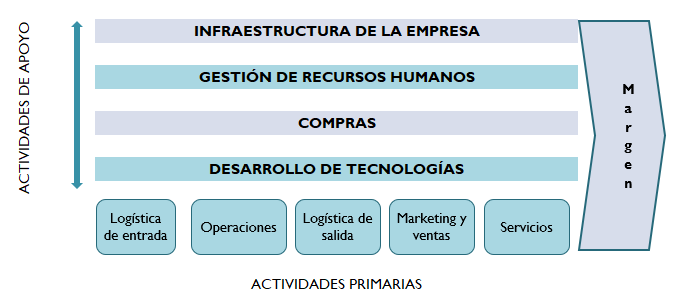 ACTIVIDADES DE APOYO
INFRAESTRUCTURA DE LA EMPRESA
GESTIÓN DE RECURSOS HUMANOS
COMPRAS
DESARROLLO DE TECNOLOGÍAS
Logística
de entrada
Operaciones
Logística de
salida
Marketing y
ventas
Servicios
Margen
ACTIVIDADES PRIMARIAS